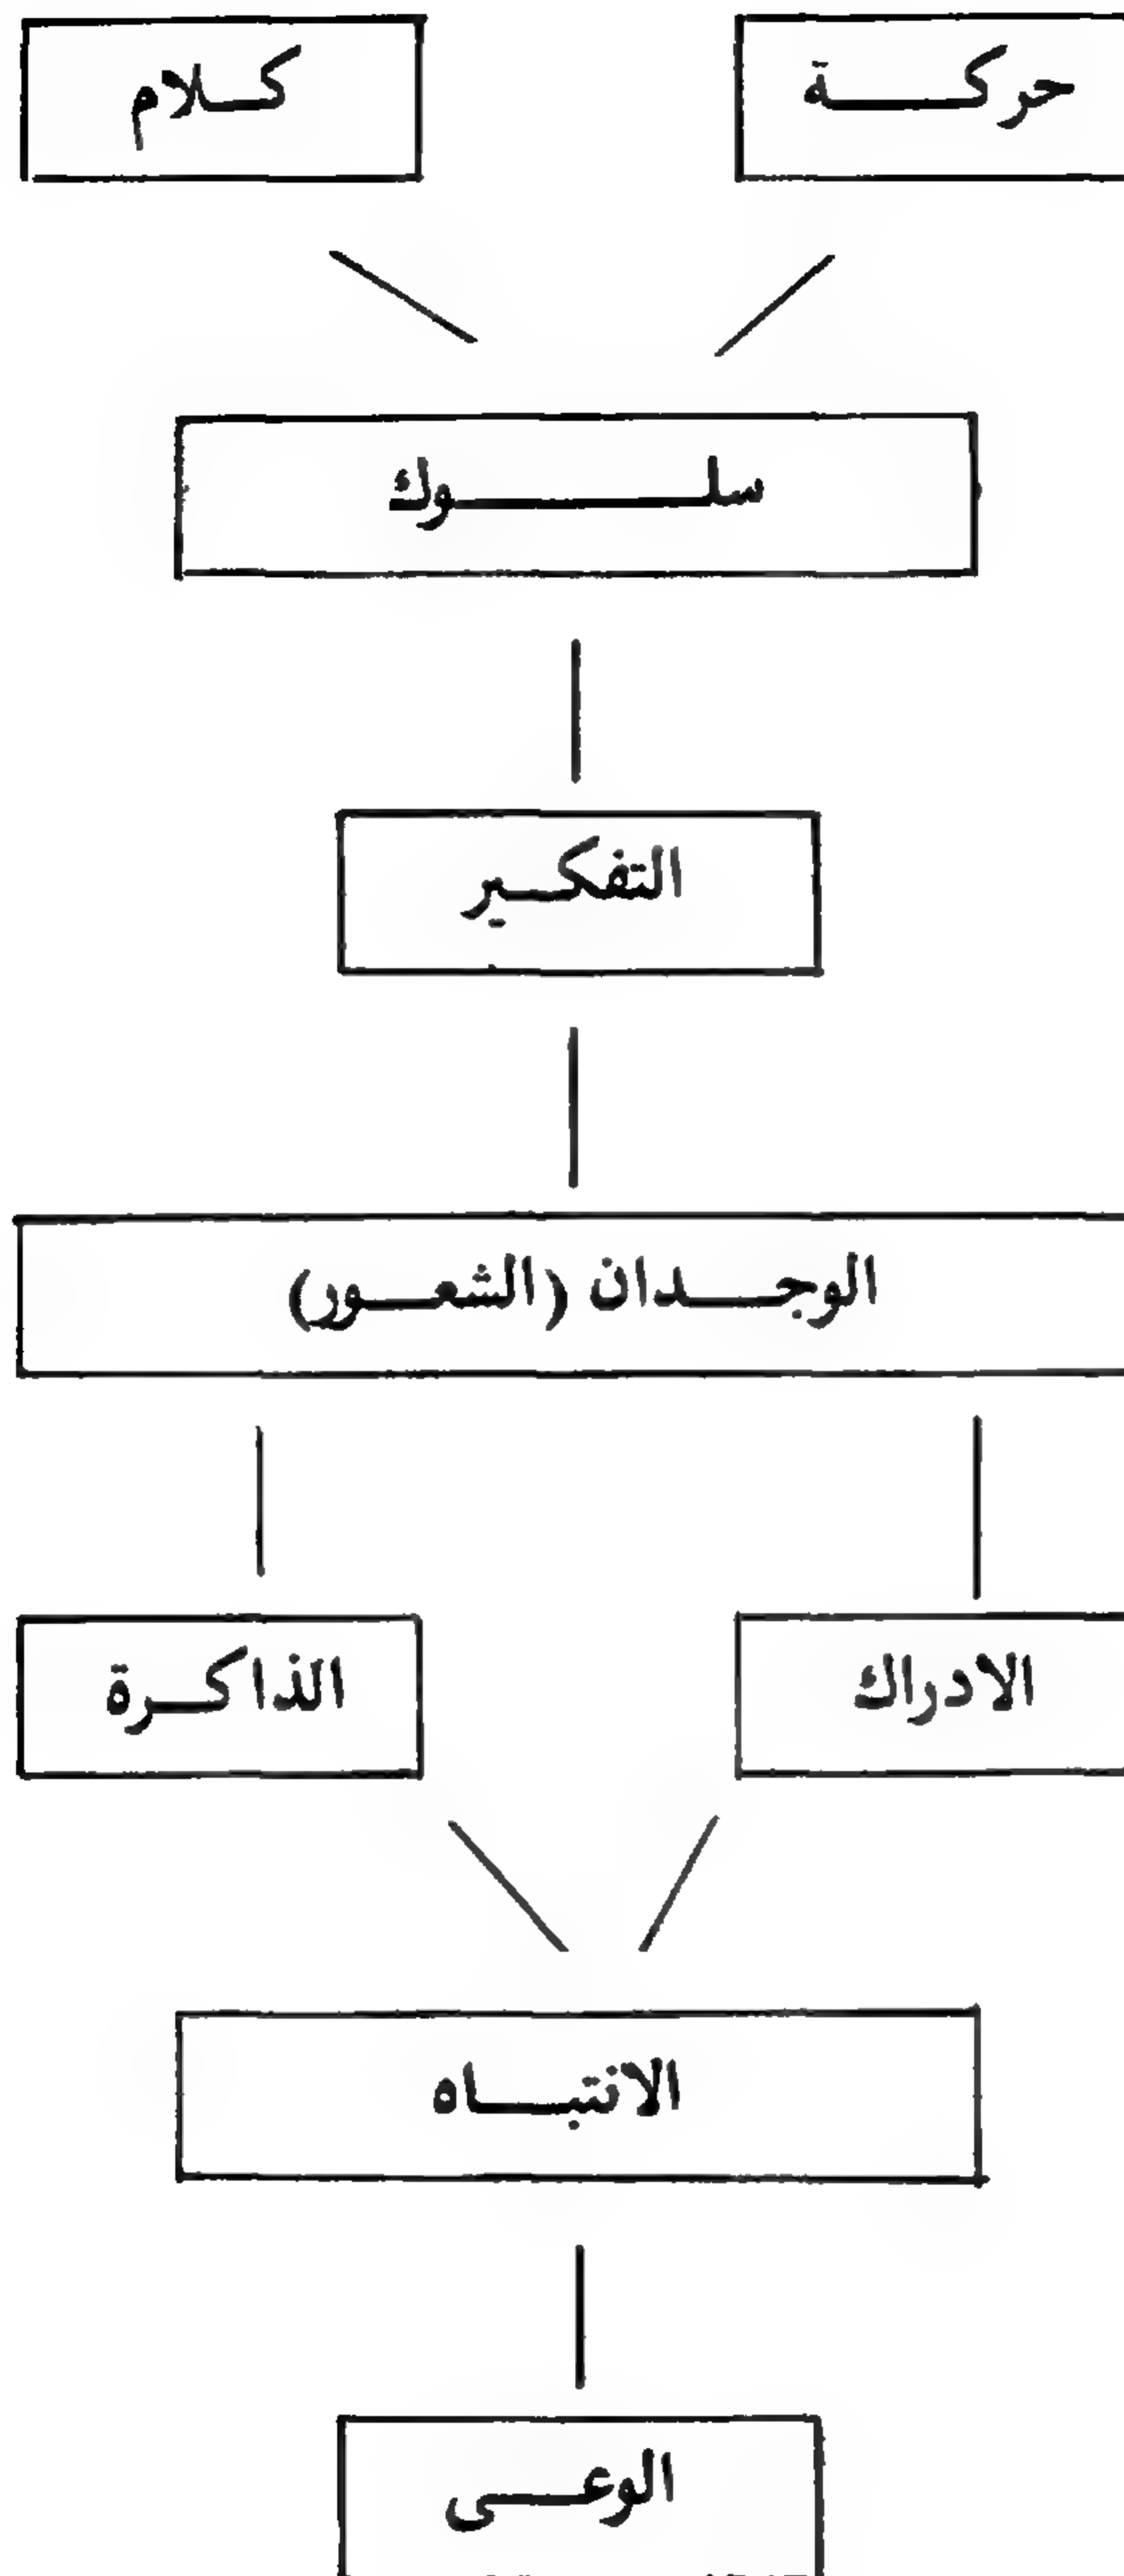 حركة
كلام
سلوك
التفكير
الوجدان (الشعور)
الادراك
الذاكرة
الانتباه
الوعى